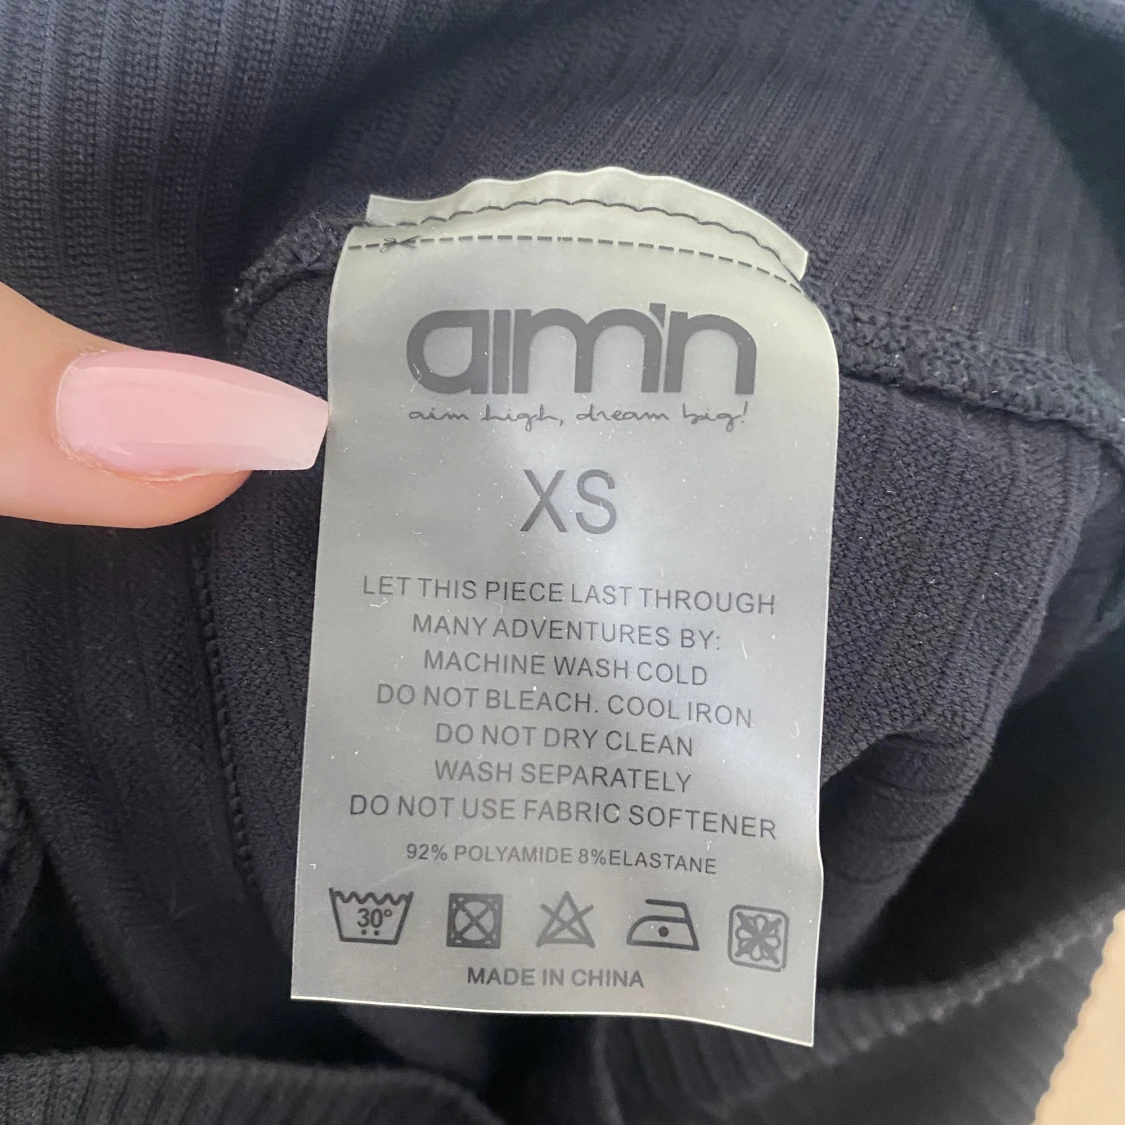 aim'n
aim high, dream big!
XS
LET THIS PIECE LAST THROUGH
MANY ADVENTURES BY:
MACHINE WASH COLD
DO NOT BLEACH. COOL IRON
DO NOT DRY CLEAN
WASH SEPARATELY
DO NOT USE FABRIC SOFTENER
92% POLYAMIDE 8%ELASTANE
30°
MADE IN CHINA